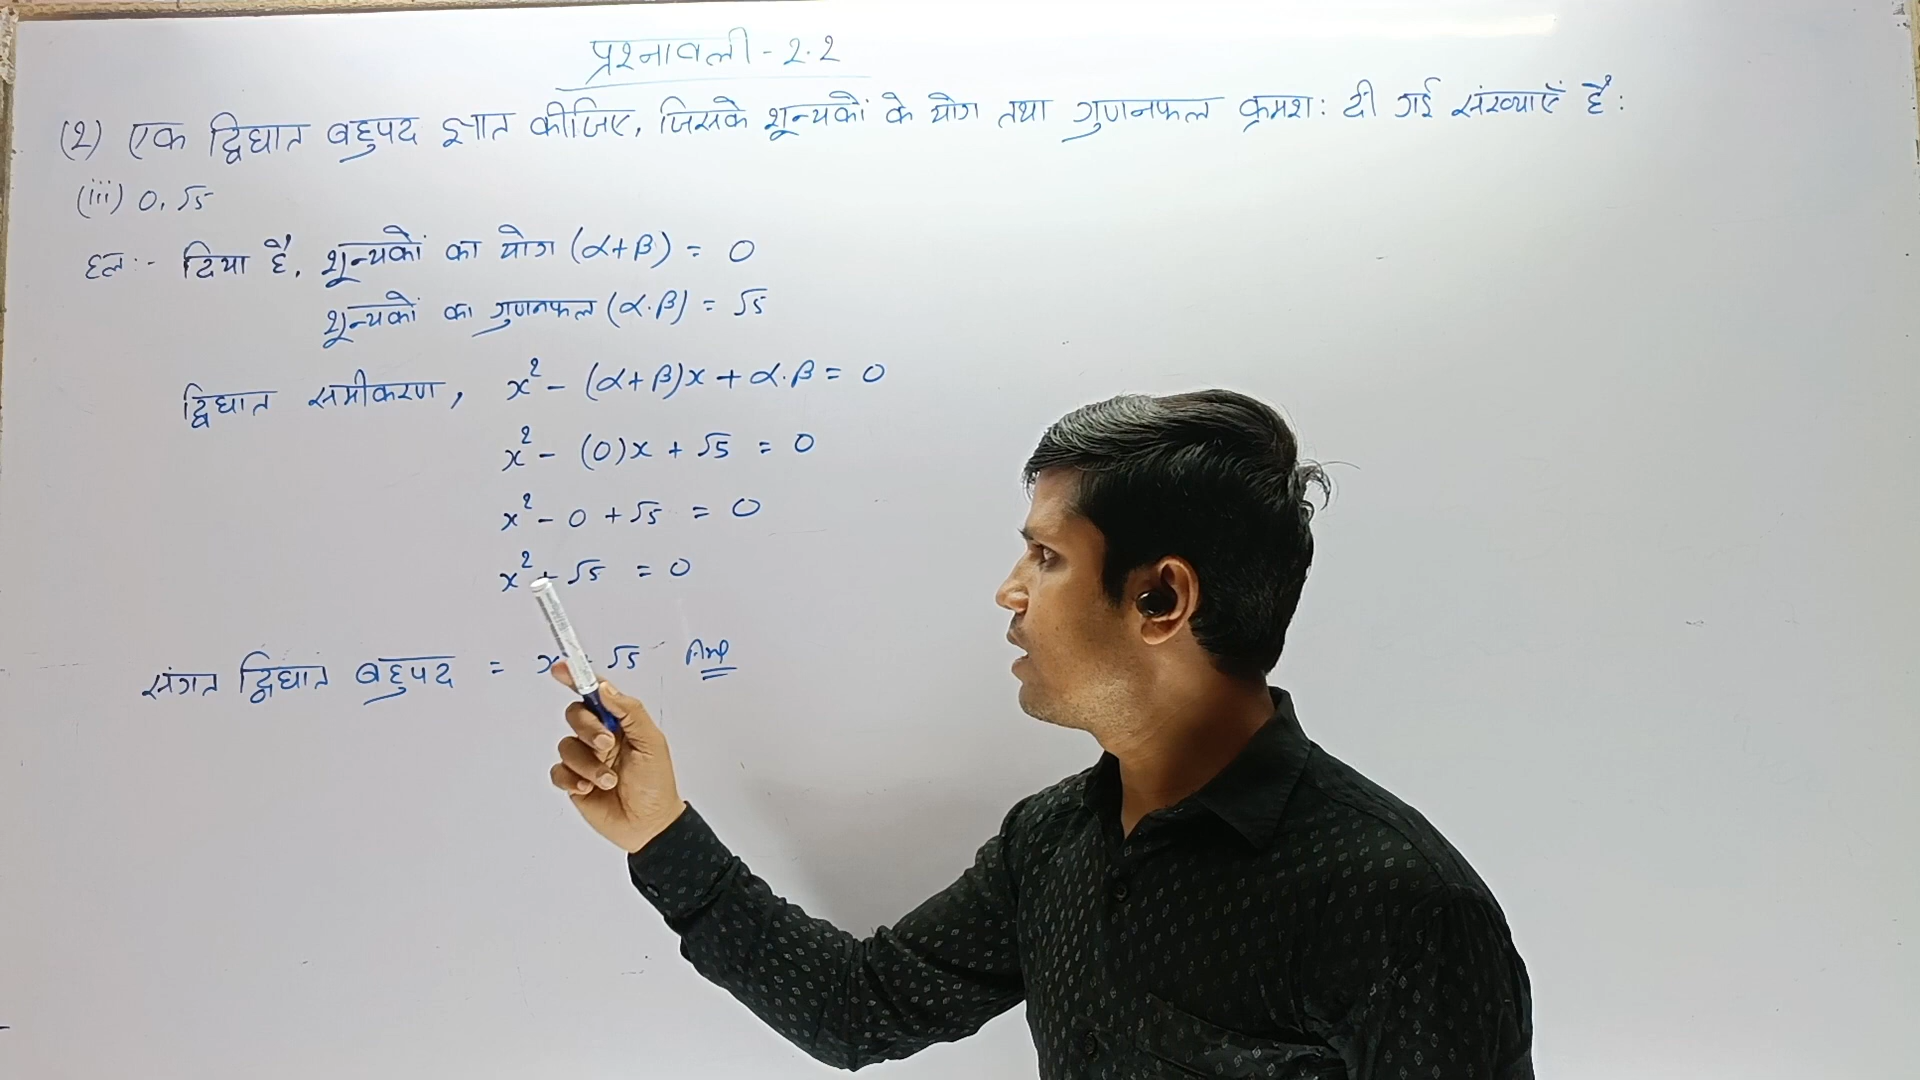 प्रश्नावली - 2.2
(2) एक द्विघात बहुपद ज्ञात कीजिए, जिसके शून्यकों के योग तथा गुणनफल क्रमश: दी गई संख्याएँ हैं :
(iii) 0, √5
हल :- दिया है, शून्यकों का योग (α+β) = 0
शून्यकों का गुणनफल (α.β) = √5
द्विघात समीकरण, x² - (α+β)x + α.β = 0
x² - (0)x + √5 = 0
x² - 0 + √5 = 0
x² + √5 = 0
संगत द्विघात बहुपद = x √5 Ans